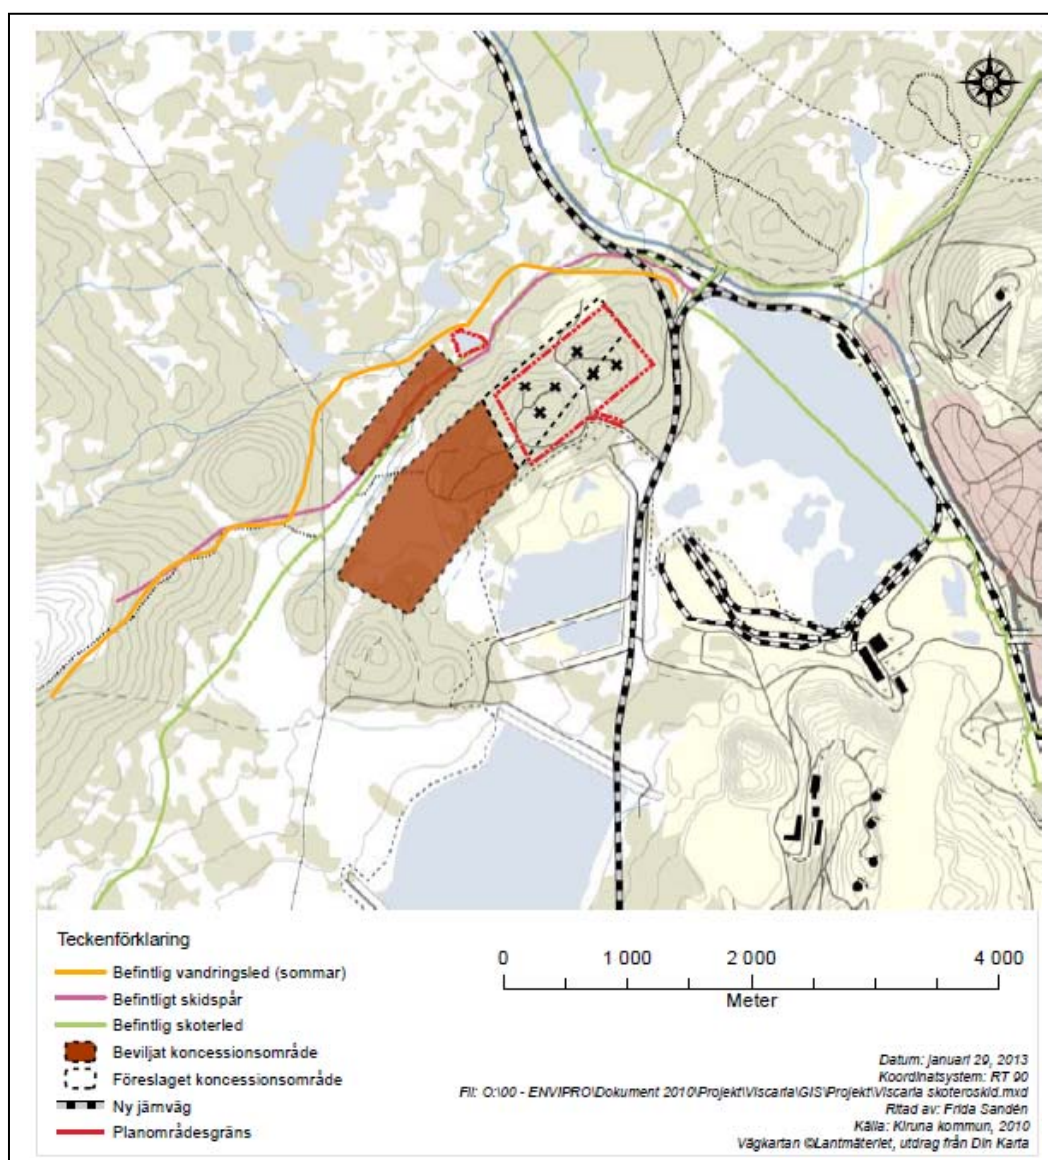 Teckenförklaring
Befintlig vandringsled (sommar)
Befintligt skidspår
Befintlig skoterled
Beviljat koncessionsområde
Föreslaget koncessionsområde
Ny järnväg
Planområdesgräns
0 1 000 2 000 4 000
Meter
Datum: januari 29, 2013
Koordinatsystem: RT 90
Fil: O:\00 - ENVIPRO\Dokument 2010\Projekt\Viscaria\GIS\Projekt\Viscaria skoteroskid.mxd
Ritad av: Frida Sandén
Källa: Kiruna kommun, 2010
Vägkartan ©Lantmäteriet, utdrag från Din Karta